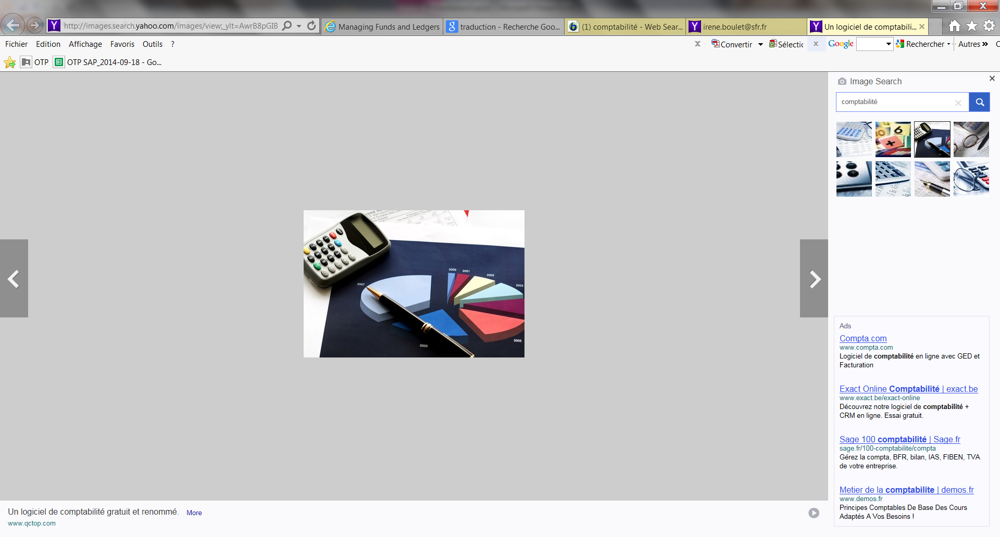 http://images.search.yahoo.com/images/view;_ylt=AwrB8pGIB
Managing Funds and Ledgers
traduction - Recherche Goo...
(1) comptabilité - Web Sear...
irene.boulet@sfr.fr
Un logiciel de comptabili...
Fichier Edition Affichage Favoris Outils ?
Convertir
Sélectic
Google
Rechercher
Autres
OTP
OTP SAP_2014-09-18 - Go...
Image Search
comptabilité
2000
2001
2002
2003
2007
2005
2006
Ads
Compta.com
www.compta.com
Logiciel de comptabilité en ligne avec GED et
Facturation
Exact Online Comptabilité | exact.be
www.exact.be/exact-online
Découvrez notre logiciel de comptabilité +
CRM en ligne. Essai gratuit.
Sage 100 comptabilité | Sage.fr
sage.fr/100-comptabilite/compta
Gérez la compta, BFR, bilan, IAS, FIBEN, TVA
de votre entreprise.
Metier de la comptabilite | demos.fr
www.demos.fr
Principes Comptables De Base Des Cours
Adaptés A Vos Besoins !
Un logiciel de comptabilité gratuit et renommé. More
www.qctop.com